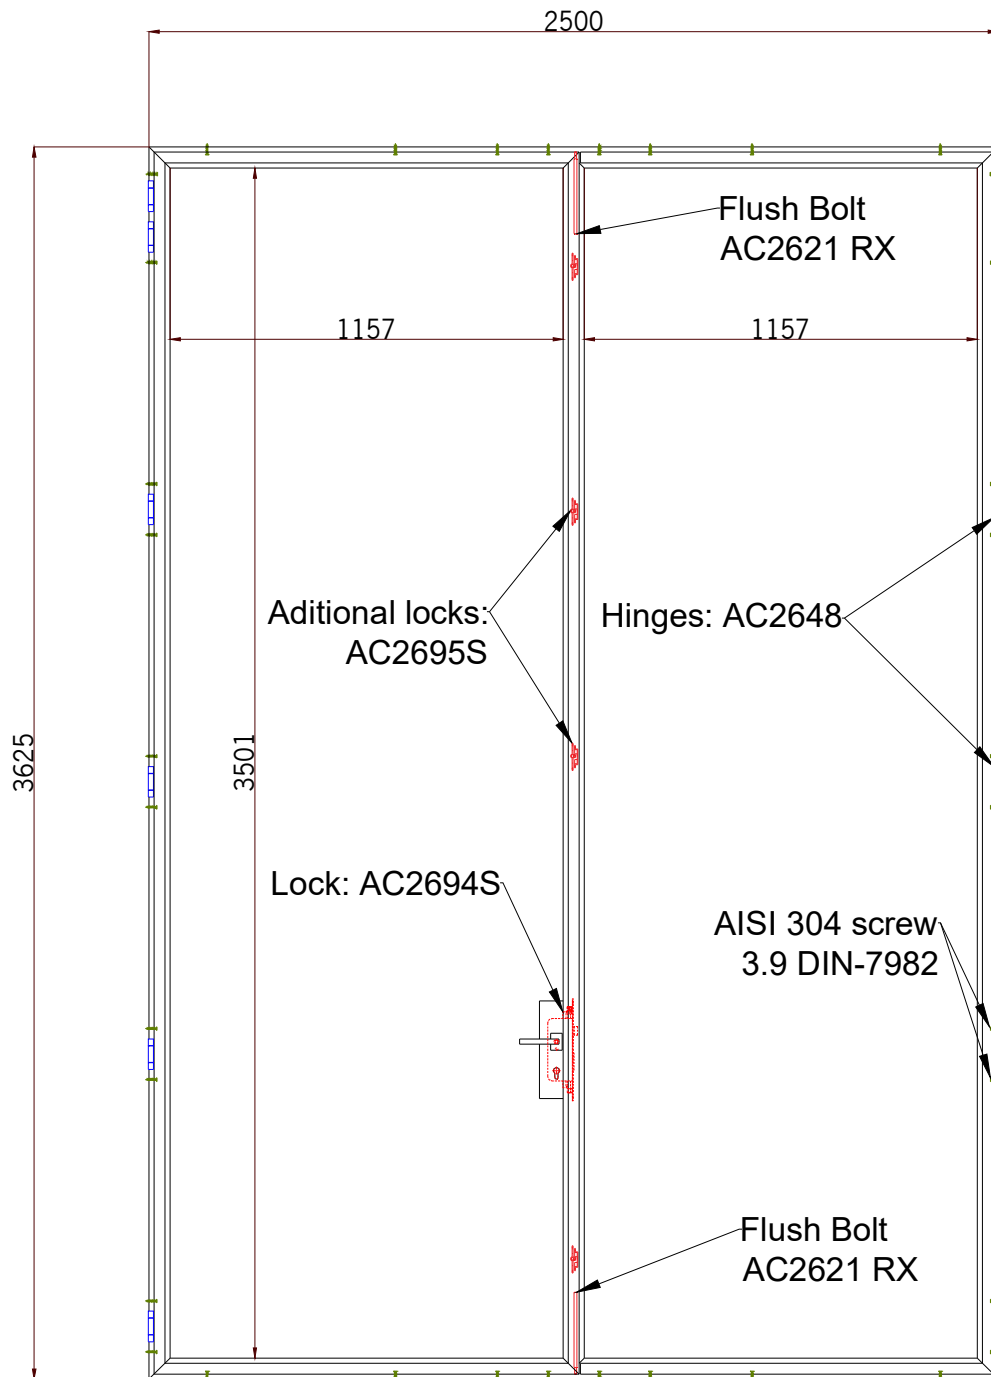 2500
Flush Bolt
AC2621 RX
1157
1157
Aditional locks:
AC2695S
Hinges: AC2648
3625
3501
Lock: AC2694S
AISI 304 screw
3.9 DIN-7982
Flush Bolt
AC2621 RX